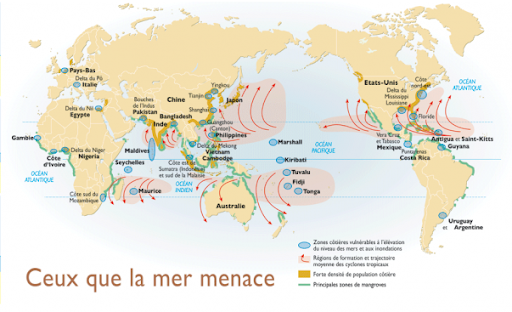 Pays-Bas
Delta du Pô
Italie
Delta du Nil
Egypte
Bouches
de l'Indus
Pakistan
Chine
Bangladesh
Inde
Yingkou
Tianjin
Shanghai
Japon
Guangzhou
(Canton)
Philippines
Delta du Mékong
Vietnam
Cambodge
Côte est de
Sumatra (Indonésie)
et sud de la Malaisie
Gambie
Côte
d'Ivoire
Delta du Niger
Nigeria
Maldives
Seychelles
Côte sud du
Mozambique
Maurice
OCÉAN
ATLANTIQUE
OCÉAN
INDIEN
Australie
Marshall
Kiribati
Tuvalu
Fidji
Tonga
OCÉAN
PACIFIQUE
Etats-Unis
Côte
nord-est
Delta du
Mississippi
Louisiane
Floride
OCÉAN
ATLANTIQUE
Vera Cruz
et Tabasco
Mexique
Puntarenas
Costa Rica
Antigua et Saint-Kitts
Guyana
Uruguay
et Argentine
Zones côtières vulnérables à l'élévation
du niveau des mers et aux inondations
Régions de formation et trajectoire
moyenne des cyclones tropicaux
Forte densité de population côtière
Principales zones de mangroves
Ceux que la mer menace